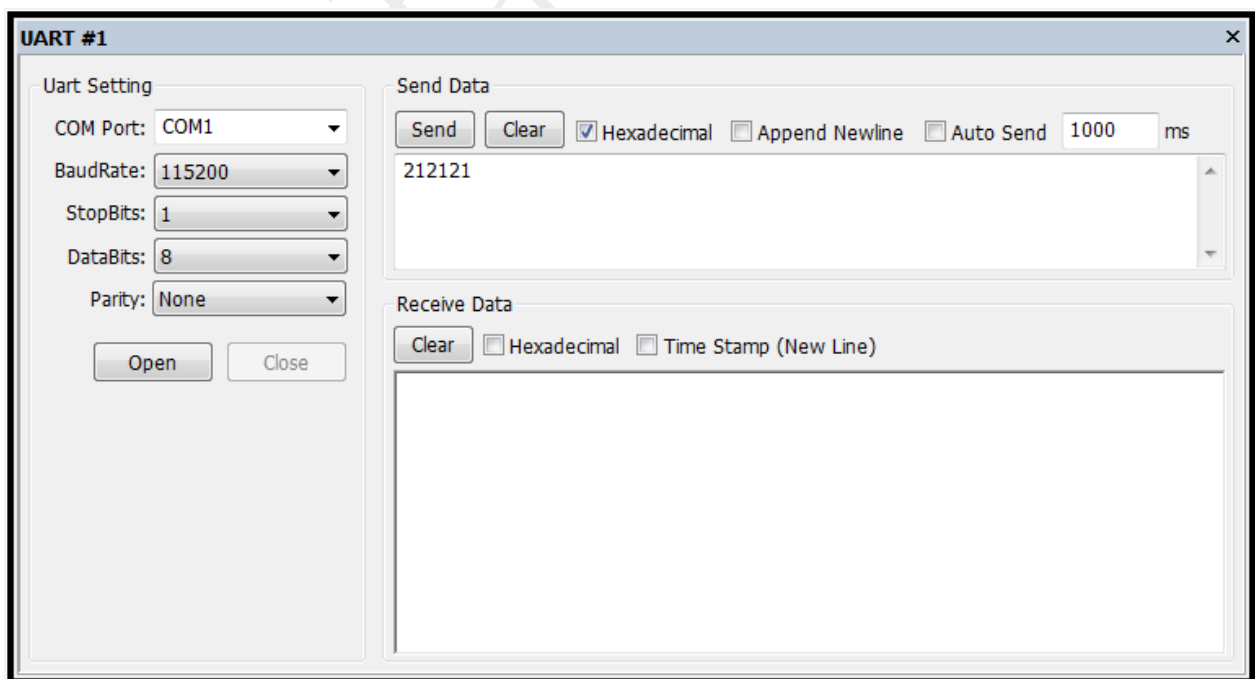 UART #1
Uart Setting
COM Port: COM1
BaudRate: 115200
StopBits: 1
DataBits: 8
Parity: None
Open Close
Send Data
Send Clear Hexadecimal Append Newline Auto Send 1000 ms
212121
Receive Data
Clear Hexadecimal Time Stamp (New Line)